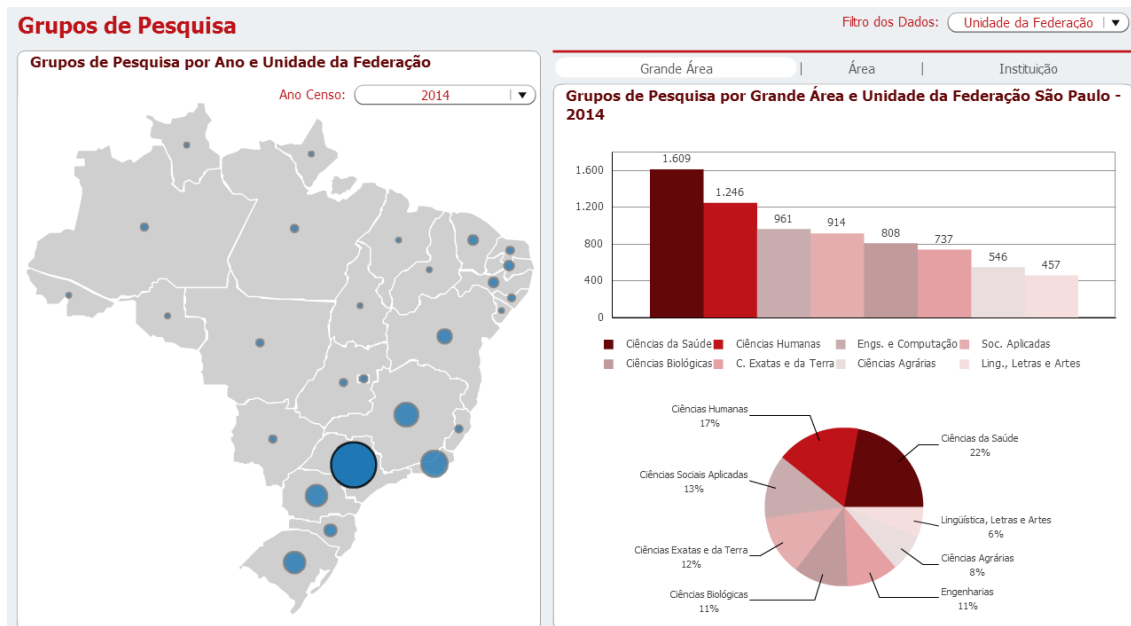 Grupos de Pesquisa
Filtro dos Dados: Unidade da Federação
Grupos de Pesquisa por Ano e Unidade da Federação
Ano Censo: 2014
Grande Área | Área | Instituição
Grupos de Pesquisa por Grande Área e Unidade da Federação São Paulo -
2014
1.600
1.200
800
400
0
1.609
1.246
961
914
808
737
546
457
Ciências da Saúde Ciências Humanas Engs. e Computação Soc. Aplicadas
Ciências Biológicas C. Exatas e da Terra Ciências Agrárias Ling., Letras e Artes
Ciências Humanas
17%
Ciências da Saúde
22%
Ciências Sociais Aplicadas
13%
Lingüística, Letras e Artes
6%
Ciências Exatas e da Terra
12%
Ciências Agrárias
8%
Ciências Biológicas
11%
Engenharias
11%